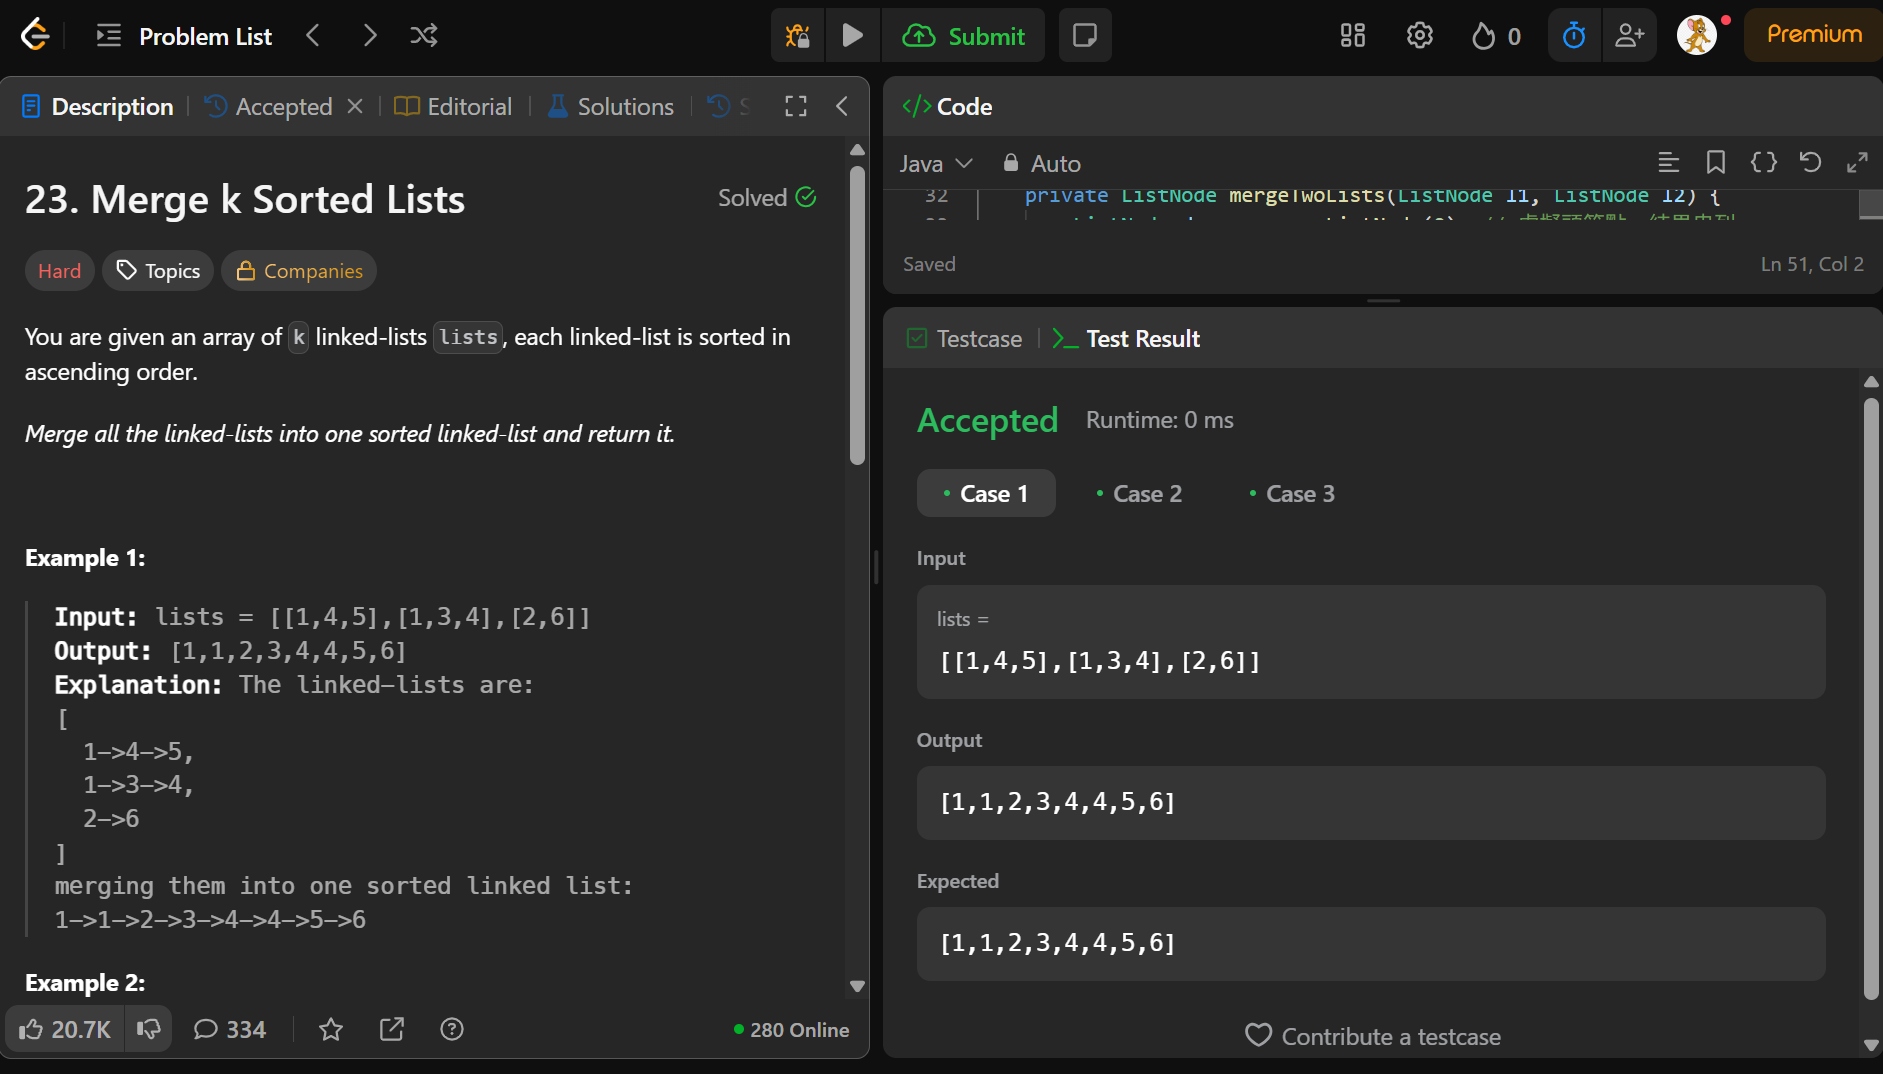 Problem List
Submit
0
Premium
Description
Accepted
Editorial
Solutions
S
23. Merge k Sorted Lists
Solved
Hard
Topics
Companies
You are given an array of k linked-lists lists, each linked-list is sorted in
ascending order.
Merge all the linked-lists into one sorted linked-list and return it.
Example 1:
Input: lists = [[1,4,5],[1,3,4],[2,6]]
Output: [1,1,2,3,4,4,5,6]
Explanation: The linked-lists are:
[
1->4->5,
1->3->4,
2->6
]
merging them into one sorted linked list:
1->1->2->3->4->4->5->6
Example 2:
20.7K
334
280 Online
</> Code
Java
Auto
32 private ListNode mergeTwoLists(ListNode l1, ListNode l2) {
Saved
Ln 51, Col 2
Testcase
Test Result
Accepted
Runtime: 0 ms
Case 1
Case 2
Case 3
Input
lists =
[[1,4,5],[1,3,4],[2,6]]
Output
[1,1,2,3,4,4,5,6]
Expected
[1,1,2,3,4,4,5,6]
Contribute a testcase